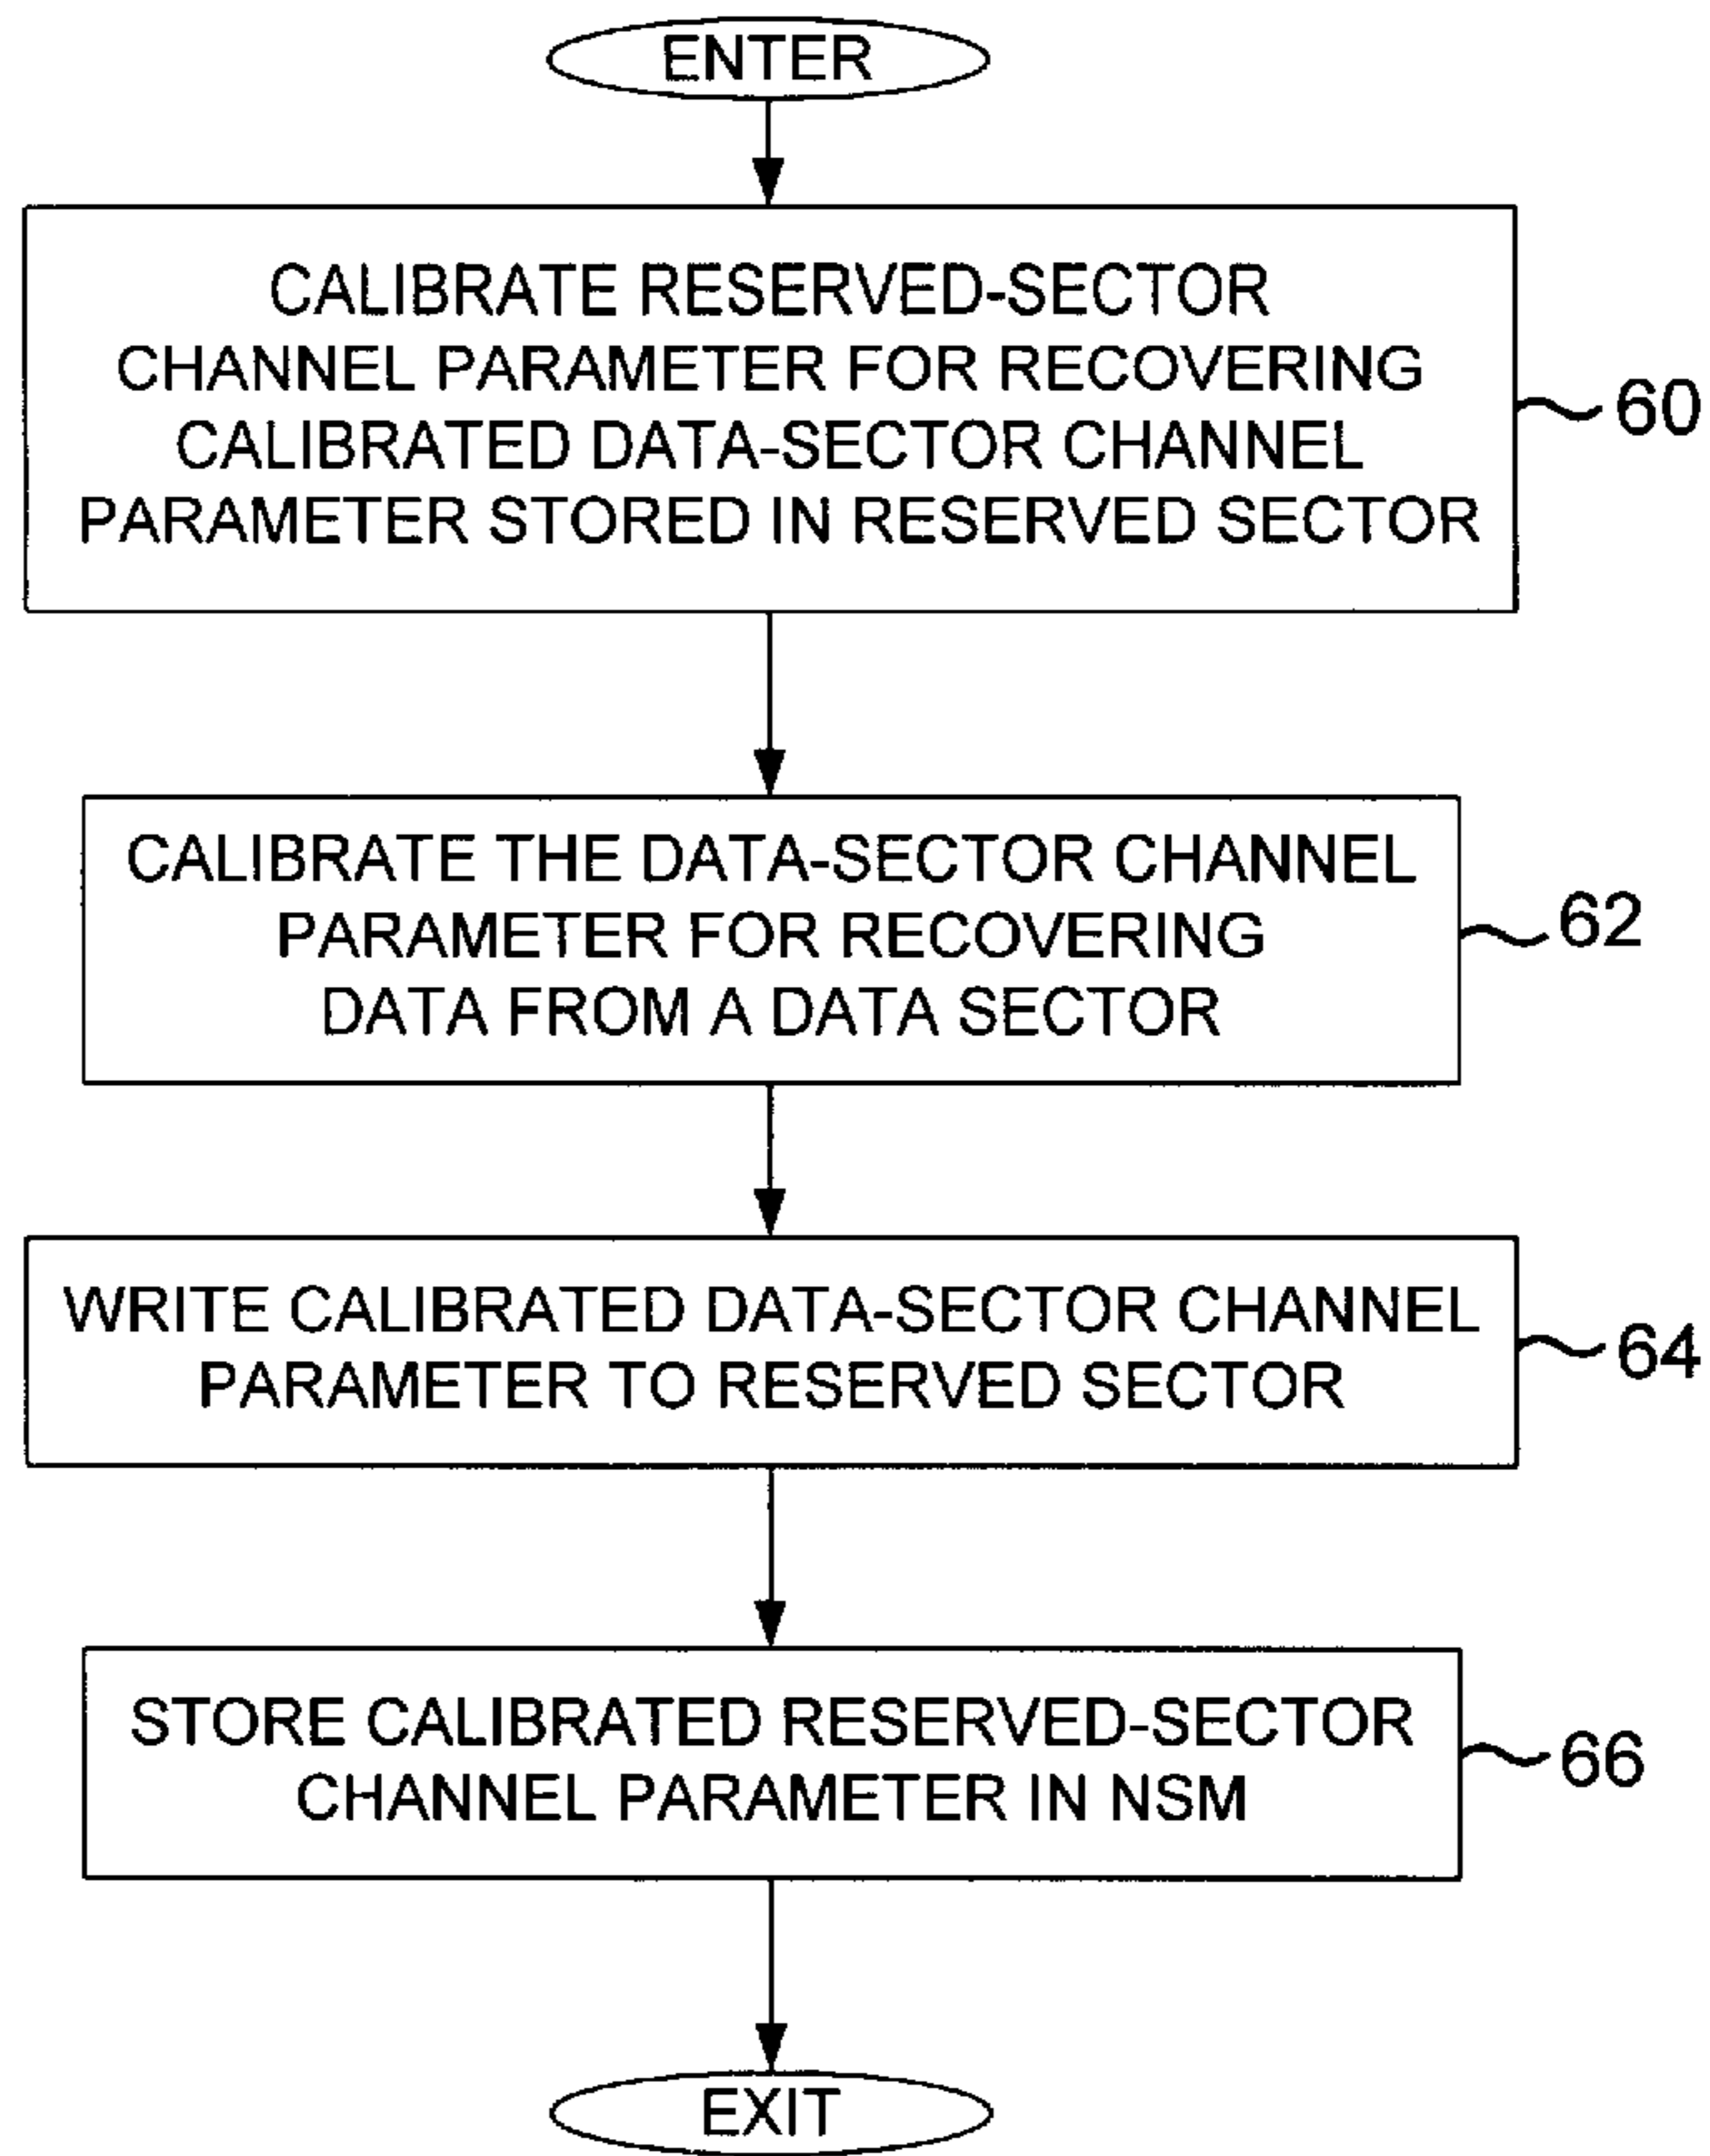 ENTER
CALIBRATE RESERVED-SECTOR
CHANNEL PARAMETER FOR RECOVERING
CALIBRATED DATA-SECTOR CHANNEL
PARAMETER STORED IN RESERVED SECTOR
60
CALIBRATE THE DATA-SECTOR CHANNEL
PARAMETER FOR RECOVERING
DATA FROM A DATA SECTOR
62
WRITE CALIBRATED DATA-SECTOR CHANNEL
PARAMETER TO RESERVED SECTOR
64
STORE CALIBRATED RESERVED-SECTOR
CHANNEL PARAMETER IN NSM
66
EXIT